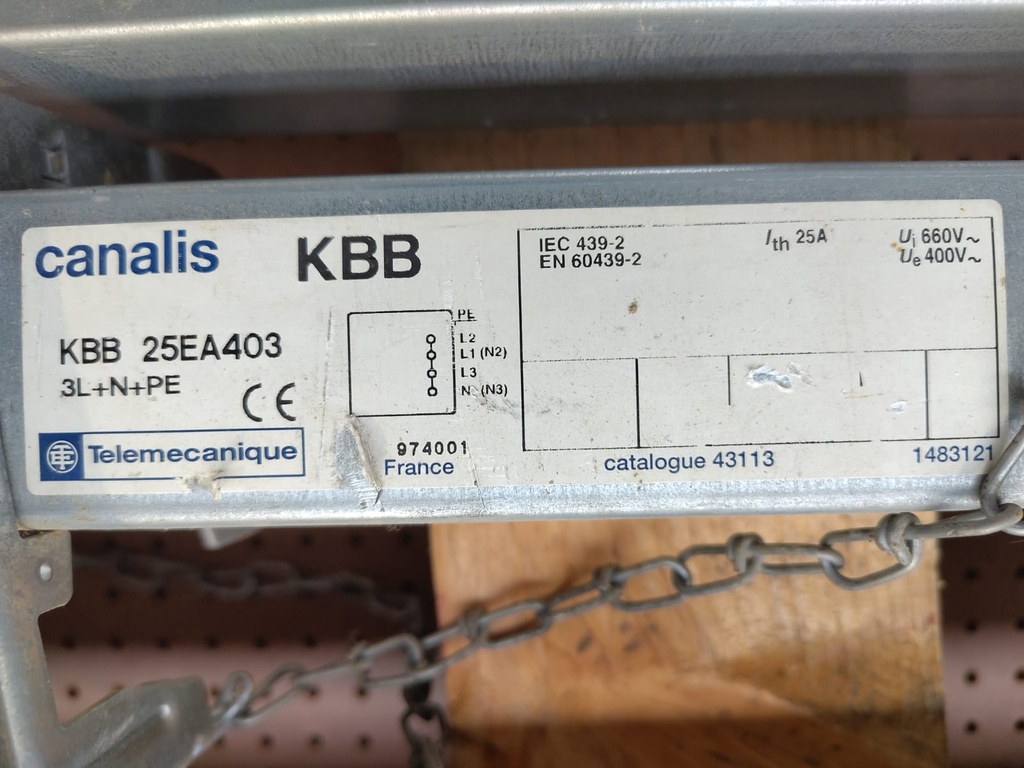 canalis
KBB
KBB 25EA403
3L+N+PE
CE
Telemecanique
PE
L2
L1 (N2)
L3
N (N3)
974001
France
IEC 439-2
EN 60439-2
Ith 25A
Ui 660V~
Ue 400V~
catalogue 43113
1483121